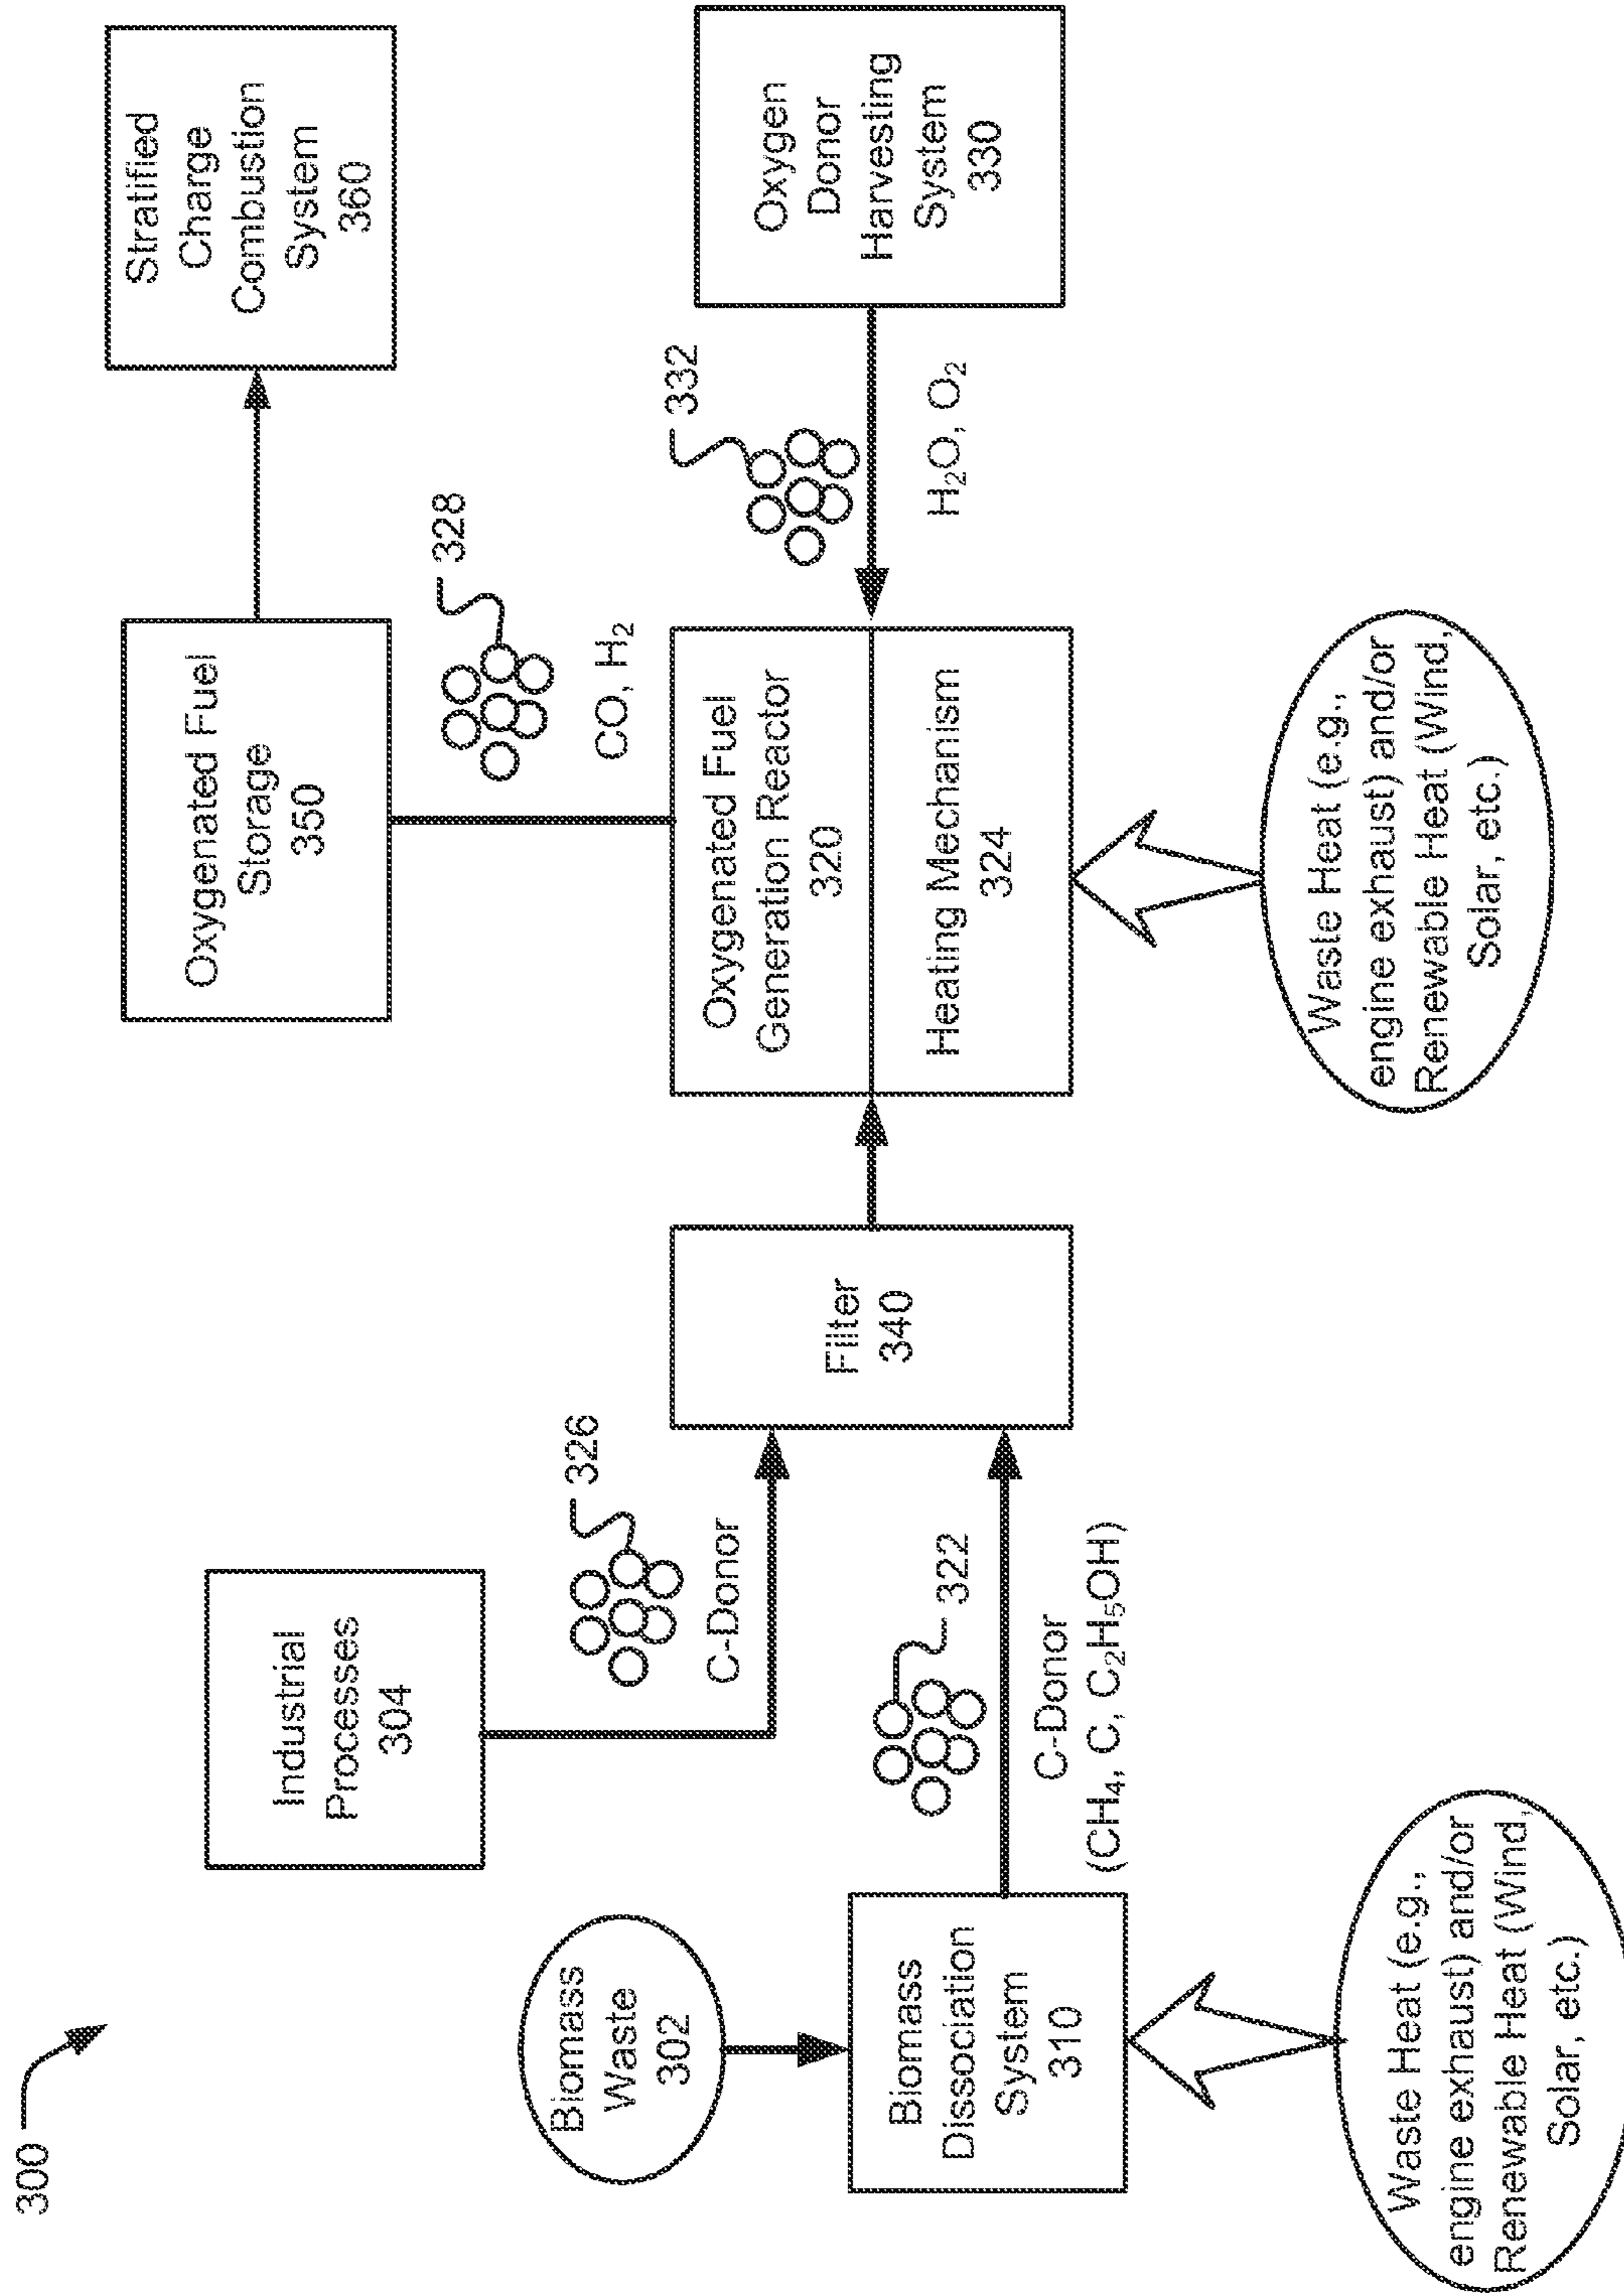 300
Biomass
Waste
302
Industrial
Processes
304
Biomass
Dissociation
System
310
Waste Heat (e.g.,
engine exhaust) and/or
Renewable Heat (Wind,
Solar, etc.)
326
C-Donor
322
C-Donor
(CH₄, C, C₂H₅OH)
Filter
340
Oxygenated Fuel
Storage
350
328
CO, H₂
Oxygenated Fuel
Generation Reactor
320
Heating Mechanism
324
Waste Heat (e.g.,
engine exhaust) and/or
Renewable Heat (Wind,
Solar, etc.)
Stratified
Charge
Combustion
System
360
332
H₂O, O₂
Oxygen
Donor
Harvesting
System
330